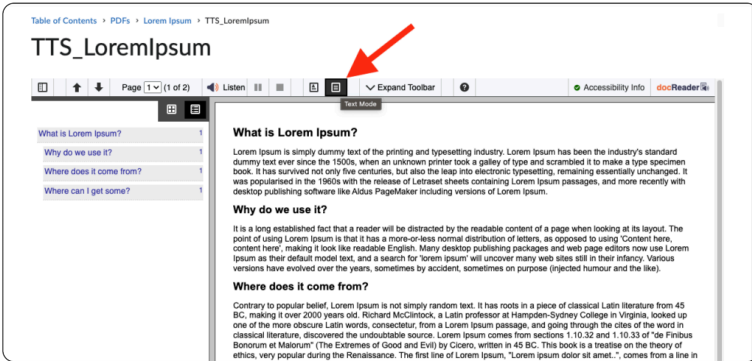 Table of Contents › PDFs › Lorem Ipsum › TTS_LoremIpsum
TTS_LoremIpsum
Page 1 (1 of 2) Listen Expand Toolbar Accessibility Info docReader
Text Mode
What is Lorem Ipsum? 1
Why do we use it? 1
Where does it come from? 1
Where can I get some? 1
What is Lorem Ipsum?
Lorem Ipsum is simply dummy text of the printing and typesetting industry. Lorem Ipsum has been the industry's standard
dummy text ever since the 1500s, when an unknown printer took a galley of type and scrambled it to make a type specimen
book. It has survived not only five centuries, but also the leap into electronic typesetting, remaining essentially unchanged. It
was popularised in the 1960s with the release of Letraset sheets containing Lorem Ipsum passages, and more recently with
desktop publishing software like Aldus PageMaker including versions of Lorem Ipsum.
Why do we use it?
It is a long established fact that a reader will be distracted by the readable content of a page when looking at its layout. The
point of using Lorem Ipsum is that it has a more-or-less normal distribution of letters, as opposed to using 'Content here,
content here', making it look like readable English. Many desktop publishing packages and web page editors now use Lorem
Ipsum as their default model text, and a search for 'lorem ipsum' will uncover many web sites still in their infancy. Various
versions have evolved over the years, sometimes by accident, sometimes on purpose (injected humour and the like).
Where does it come from?
Contrary to popular belief, Lorem Ipsum is not simply random text. It has roots in a piece of classical Latin literature from 45
BC, making it over 2000 years old. Richard McClintock, a Latin professor at Hampden-Sydney College in Virginia, looked up
one of the more obscure Latin words, consectetur, from a Lorem Ipsum passage, and going through the cites of the word in
classical literature, discovered the undoubtable source. Lorem Ipsum comes from sections 1.10.32 and 1.10.33 of "de Finibus
Bonorum et Malorum" (The Extremes of Good and Evil) by Cicero, written in 45 BC. This book is a treatise on the theory of
ethics, very popular during the Renaissance. The first line of Lorem Ipsum, "Lorem ipsum dolor sit amet..", comes from a line in